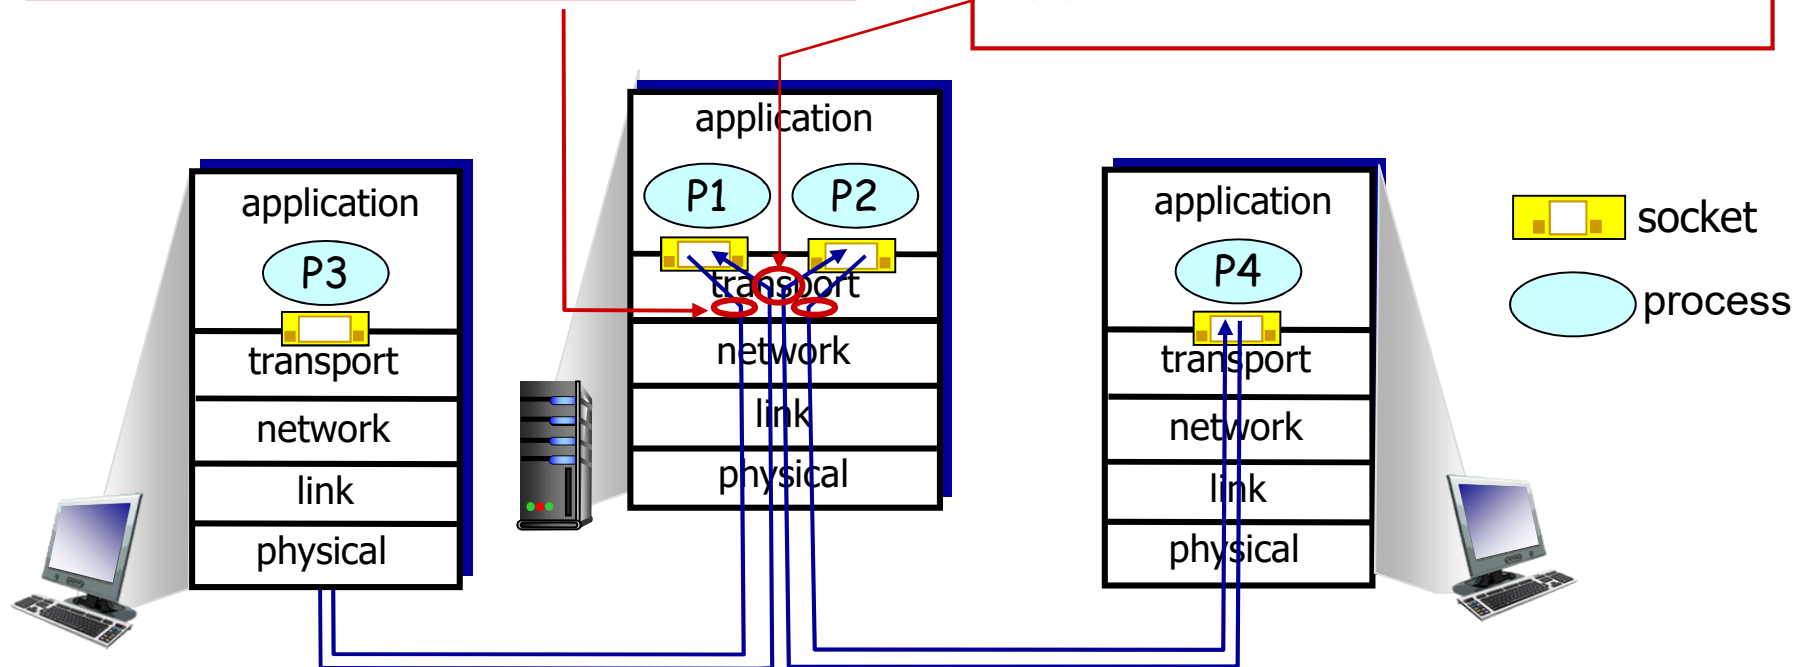 application
P1
P2
transport
network
link
physical
application
P3
transport
network
link
physical
application
P4
transport
network
link
physical
socket
process